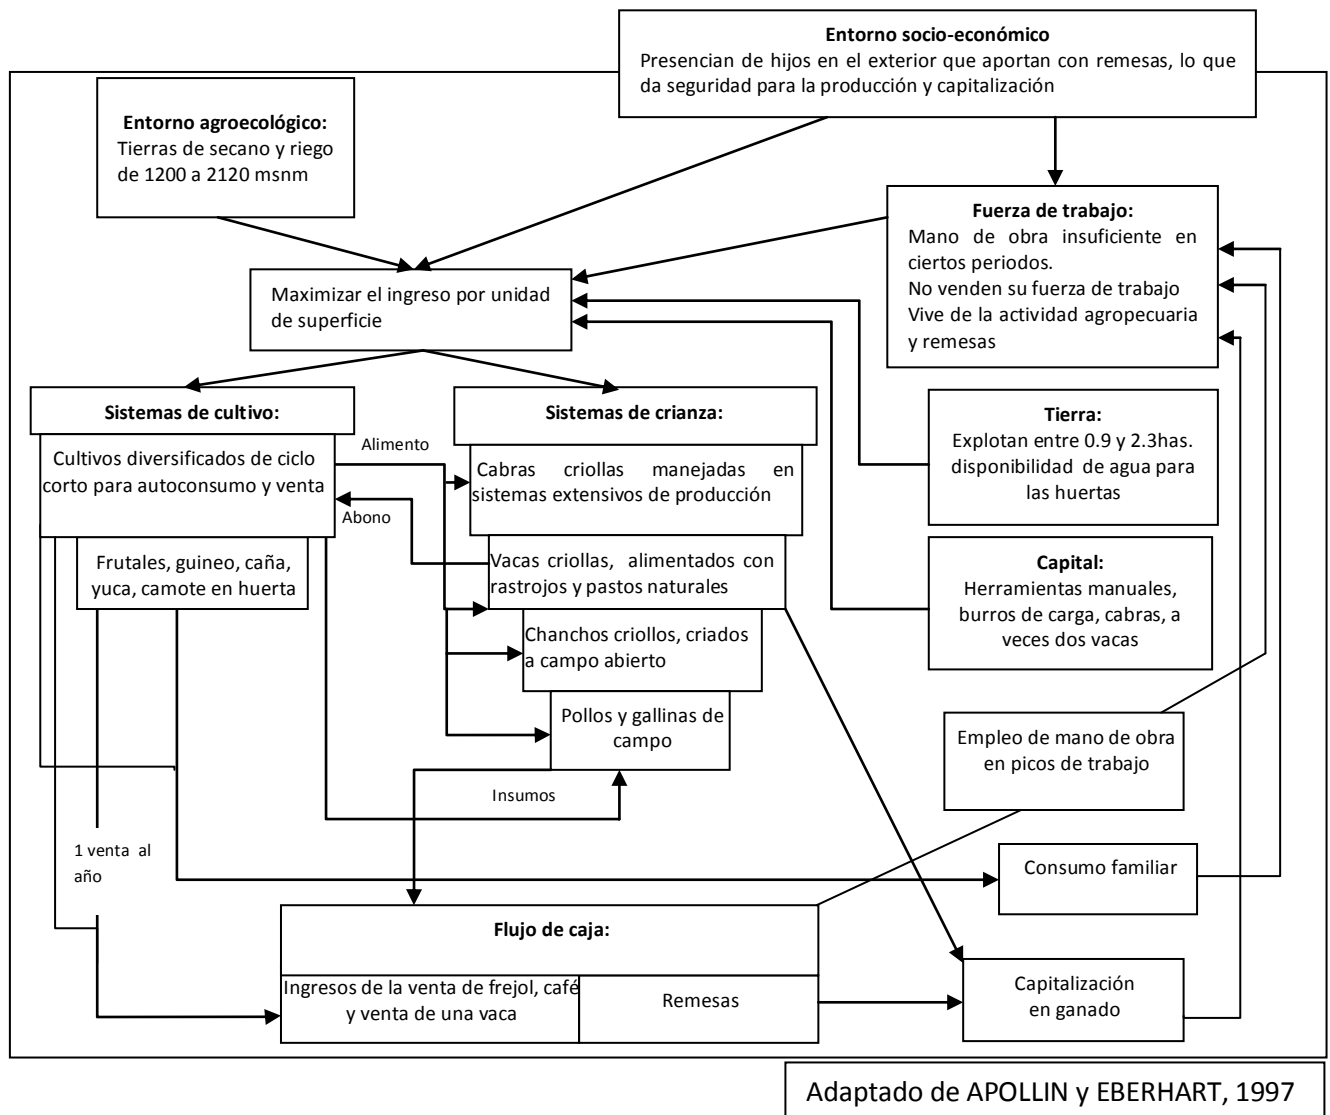 Entorno socio-económico
Presencian de hijos en el exterior que aportan con remesas, lo que
da seguridad para la producción y capitalización
Entorno agroecológico:
Tierras de secano y riego
de 1200 a 2120 msnm
Fuerza de trabajo:
Mano de obra insuficiente en
ciertos periodos.
No venden su fuerza de trabajo
Vive de la actividad agropecuaria
y remesas
Maximizar el ingreso por unidad
de superficie
Sistemas de cultivo:
Cultivos diversificados de ciclo
corto para autoconsumo y venta
Frutales, guineo, caña,
yuca, camote en huerta
Alimento
Abono
Sistemas de crianza:
Cabras criollas manejadas en
sistemas extensivos de producción
Vacas criollas, alimentados con
rastrojos y pastos naturales
Chanchos criollos, criados
a campo abierto
Pollos y gallinas de
campo
Insumos
Tierra:
Explotan entre 0.9 y 2.3has.
disponibilidad de agua para
las huertas
Capital:
Herramientas manuales,
burros de carga, cabras, a
veces dos vacas
Empleo de mano de obra
en picos de trabajo
1 venta al
año
Consumo familiar
Flujo de caja:
Ingresos de la venta de frejol, café
y venta de una vaca
Remesas
Capitalización
en ganado
Adaptado de APOLLIN y EBERHART, 1997